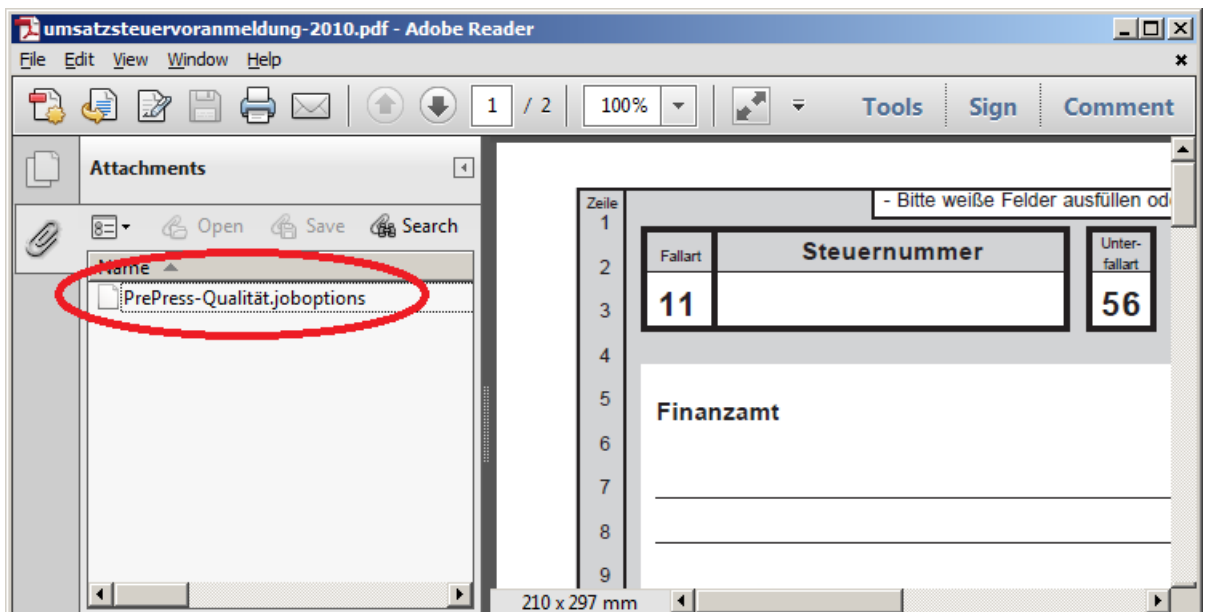 umsatzsteuervoranmeldung-2010.pdf - Adobe Reader
File Edit View Window Help
1 / 2 100% Tools Sign Comment
Attachments
Open Save Search
Name
PrePress-Qualität.joboptions
Zeile
- Bitte weiße Felder ausfüllen od
1
2
3
4
5
6
7
8
9
Fallart Steuernummer Unter-
fallart
11 56
Finanzamt
210 x 297 mm